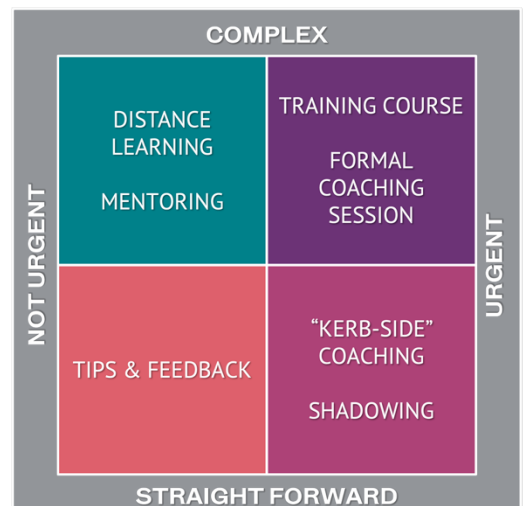 COMPLEX
DISTANCE
LEARNING
MENTORING
TRAINING COURSE
FORMAL
COACHING
SESSION
NOT URGENT
URGENT
TIPS & FEEDBACK
“KERB-SIDE”
COACHING
SHADOWING
STRAIGHT FORWARD